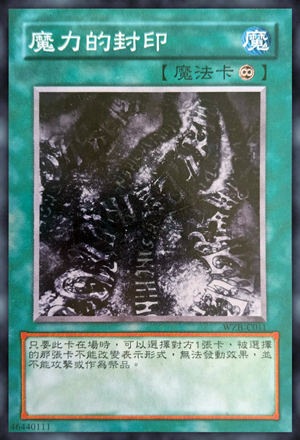 魔力的封印
魔
【魔法卡】
只要此卡在場時，可以選擇對方1張卡，被選擇
的那張卡不能改變表示形式，無法發動效果，並
不能攻擊或作為祭品。
46440111